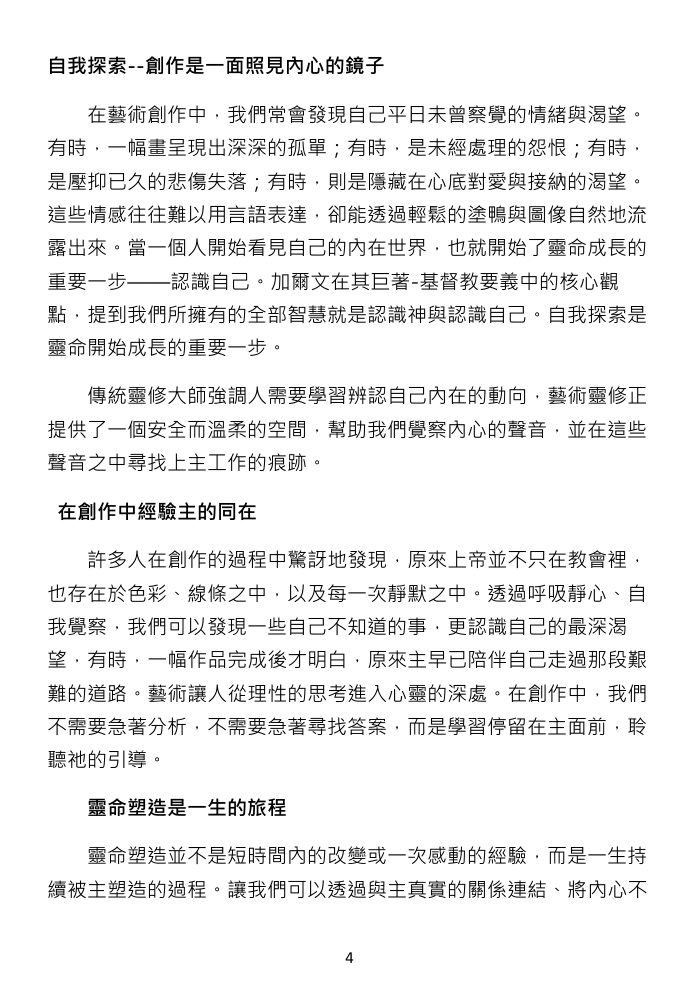 自我探索--創作是一面照見內心的鏡子
在藝術創作中，我們常會發現自己平日未曾察覺的情緒與渴望。
有時，一幅畫呈現出深深的孤單；有時，是未經處理的怨恨；有時，
是壓抑已久的悲傷失落；有時，則是隱藏在心底對愛與接納的渴望。
這些情感往往難以用言語表達，卻能透過輕鬆的塗鴨與圖像自然地流
露出來。當一個人開始看見自己的內在世界，也就開始了靈命成長的
重要一步——認識自己。加爾文在其巨著-基督教要義中的核心觀
點，提到我們所擁有的全部智慧就是認識神與認識自己。自我探索是
靈命開始成長的重要一步。
傳統靈修大師強調人需要學習辨認自己內在的動向，藝術靈修正
提供了一個安全而溫柔的空間，幫助我們覺察內心的聲音，並在這些
聲音之中尋找上主工作的痕跡。
在創作中經驗主的同在
許多人在創作的過程中驚訝地發現，原來上帝並不只在教會裡，
也存在於色彩、線條之中，以及每一次靜默之中。透過呼吸靜心、自
我覺察，我們可以發現一些自己不知道的事，更認識自己的最深渴
望，有時，一幅作品完成後才明白，原來主早已陪伴自己走過那段艱
難的道路。藝術讓人從理性的思考進入心靈的深處。在創作中，我們
不需要急著分析，不需要急著尋找答案，而是學習停留在主面前，聆
聽祂的引導。
靈命塑造是一生的旅程
靈命塑造並不是短時間內的改變或一次感動的經驗，而是一生持
續被主塑造的過程。讓我們可以透過與主真實的關係連結、將內心不
4